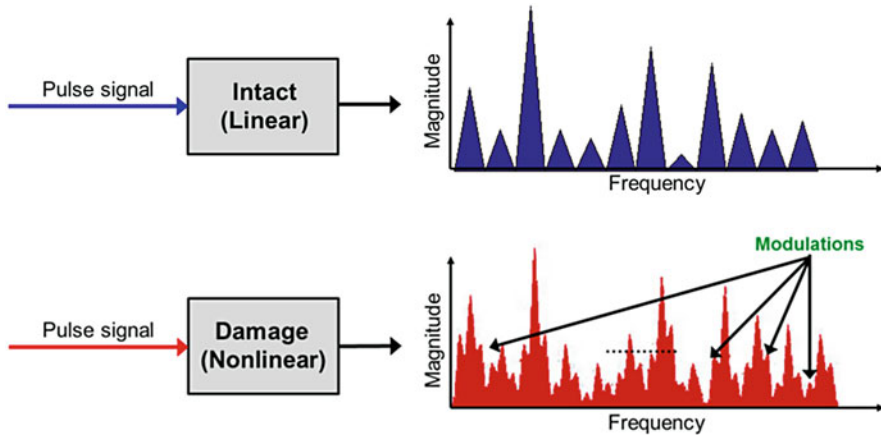 Pulse signal
Intact
(Linear)
Magnitude
Frequency
Modulations
Pulse signal
Damage
(Nonlinear)
Magnitude
Frequency